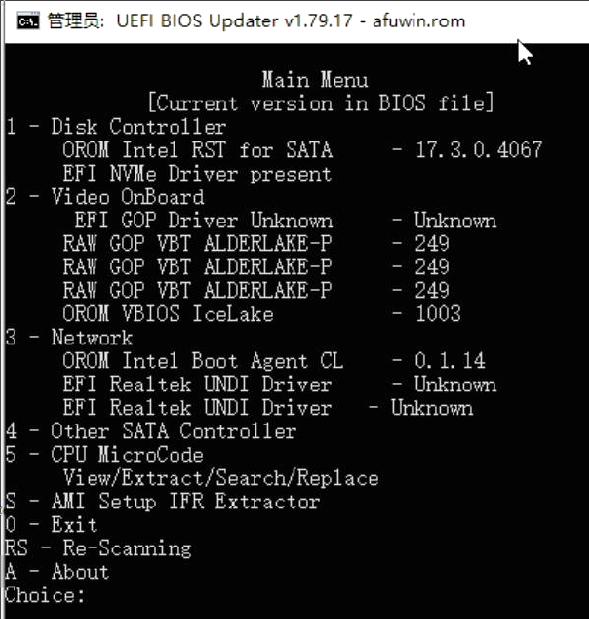 管理员: UEFI BIOS Updater v1.79.17 - afuwin.rom
Main Menu
[Current version in BIOS file]
1 - Disk Controller
OROM Intel RST for SATA - 17.3.0.4067
EFI NVMe Driver present
2 - Video OnBoard
EFI GOP Driver Unknown - Unknown
RAW GOP VBT ALDERLAKE-P - 249
RAW GOP VBT ALDERLAKE-P - 249
RAW GOP VBT ALDERLAKE-P - 249
OROM VBIOS IceLake - 1003
3 - Network
OROM Intel Boot Agent CL - 0.1.14
EFI Realtek UNDI Driver - Unknown
EFI Realtek UNDI Driver - Unknown
4 - Other SATA Controller
5 - CPU MicroCode
View/Extract/Search/Replace
S - AMI Setup IFR Extractor
0 - Exit
RS - Re-Scanning
A - About
Choice: